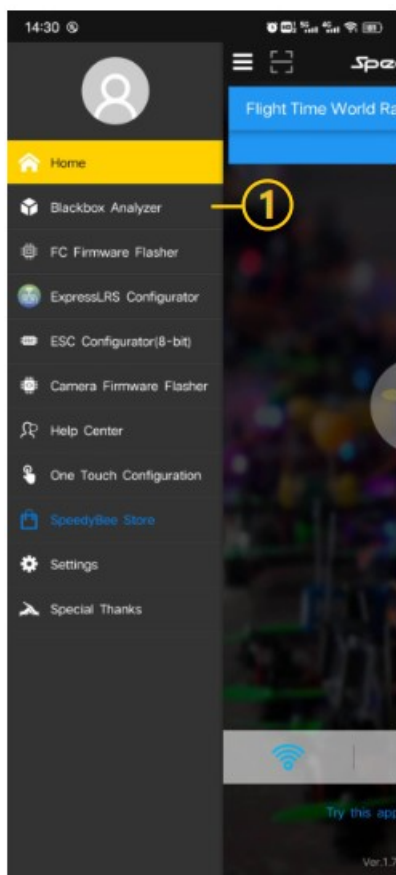 14:30
Spee
Flight Time World Ra
Home
Blackbox Analyzer
1
FC Firmware Flasher
ExpressLRS Configurator
ESC Configurator(8-bit)
Camera Firmware Flasher
Help Center
One Touch Configuration
SpeedyBee Store
Settings
Special Thanks
Try this app
Ver.1.7